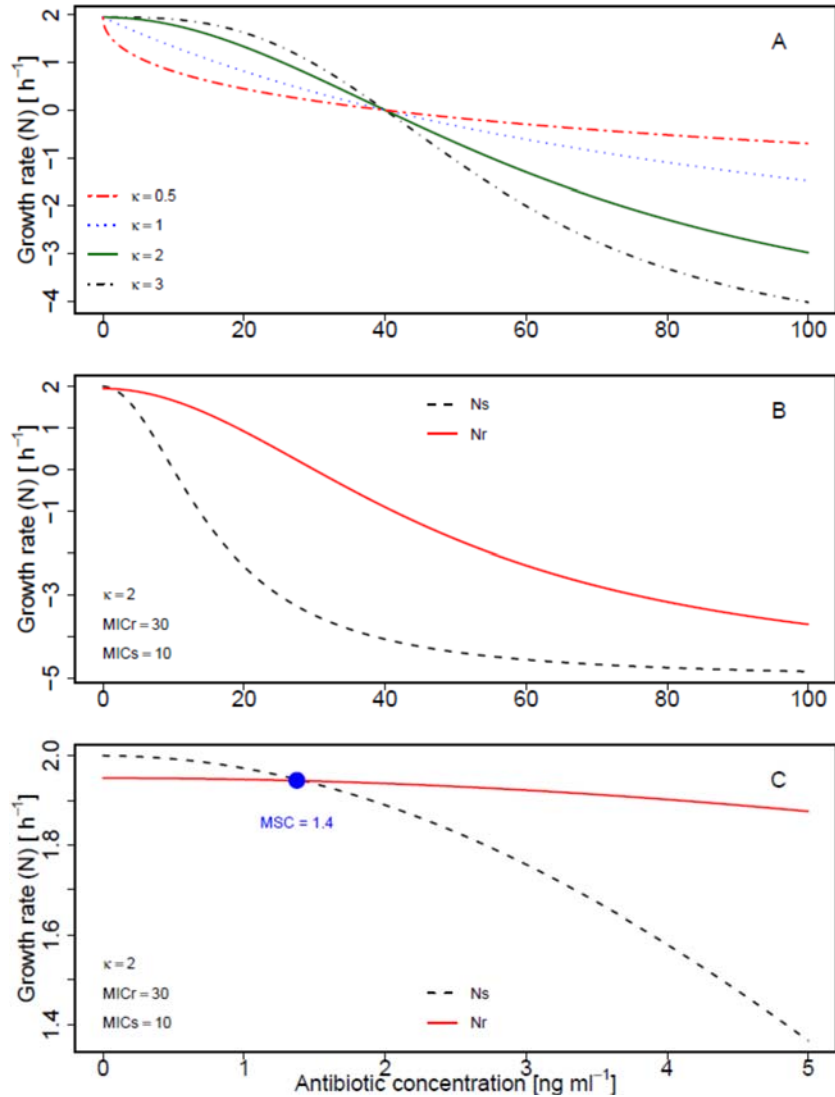 A
Growth rate (N) [ h⁻¹]
2
1
0
−1
−2
−3
−4
κ = 0.5
κ = 1
κ = 2
κ = 3
0 20 40 60 80 100
B
Growth rate (N) [ h⁻¹]
2
1
0
−1
−3
−5
Ns
Nr
κ = 2
MICr = 30
MICs = 10
0 20 40 60 80 100
C
Growth rate (N) [ h⁻¹]
2.0
1.8
1.6
1.4
MSC = 1.4
κ = 2
MICr = 30
MICs = 10
Ns
Nr
0 1 2 3 4 5
Antibiotic concentration [ng ml⁻¹]